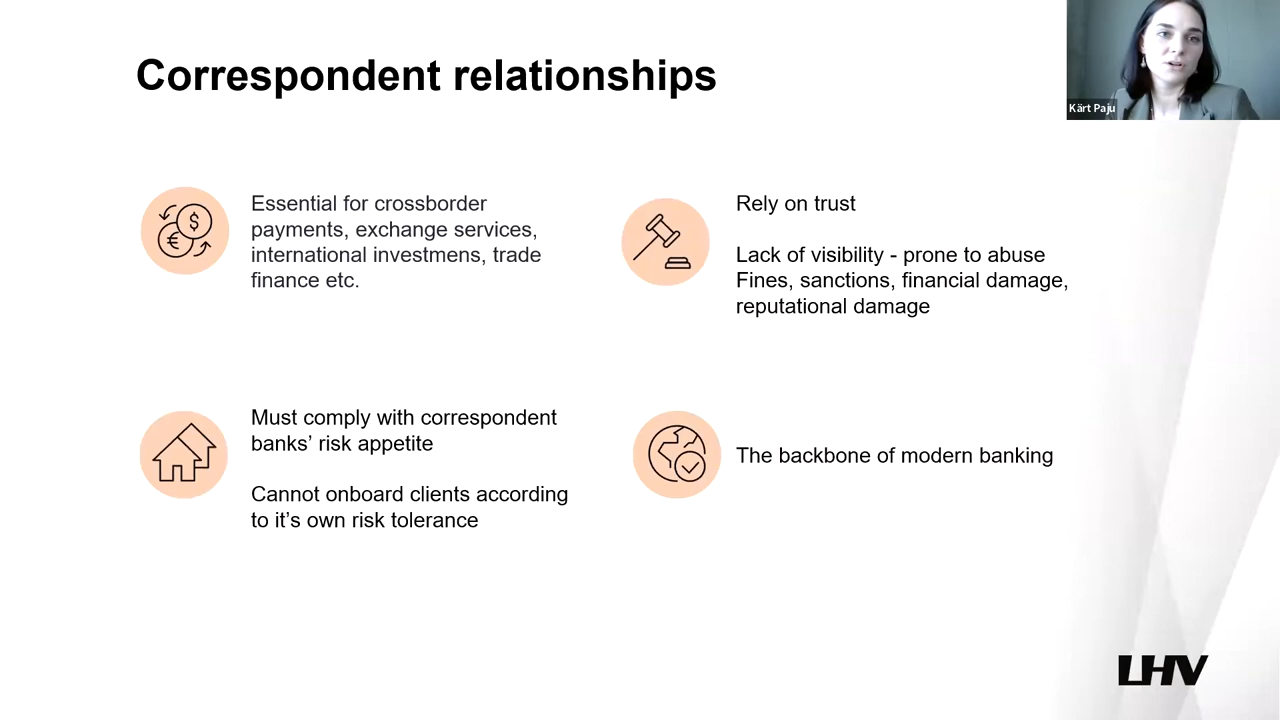 Correspondent relationships
Kärt Paju
Essential for crossborder
payments, exchange services,
international investmens, trade
finance etc.
Rely on trust
Lack of visibility - prone to abuse
Fines, sanctions, financial damage,
reputational damage
Must comply with correspondent
banks’ risk appetite
Cannot onboard clients according
to it’s own risk tolerance
The backbone of modern banking
LHV